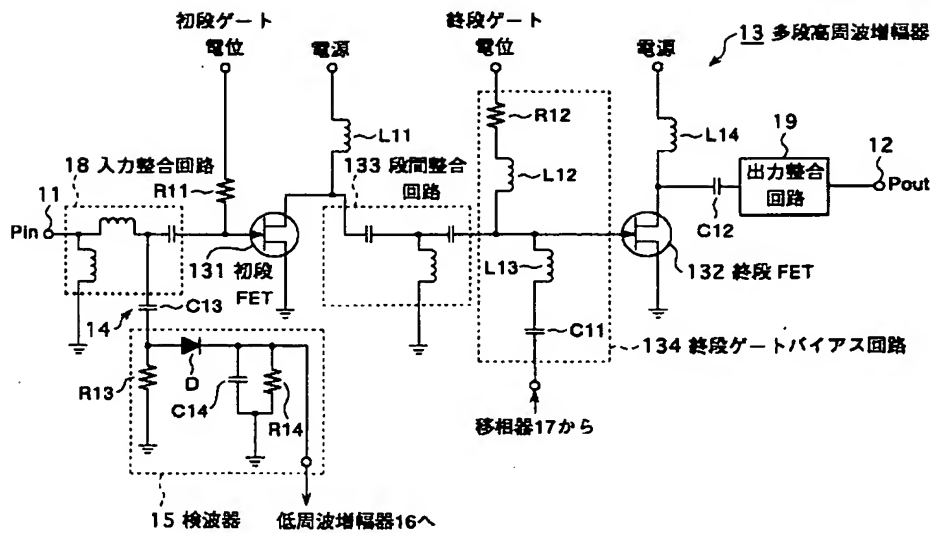 初段ゲート
電位
電源
終段ゲート
電位
電源
13 多段高周波増幅器
R12
L11
L14
19
12
18 入力整合回路
133 段間整合
回路
L12
出力整合
回路
Pout
R11
11
Pin
C12
L13
131 初段
FET
132 終段 FET
14
C13
C11
134 終段ゲートバイアス回路
R13
D
C14
R14
移相器17から
15 検波器
低周波増幅器16へ